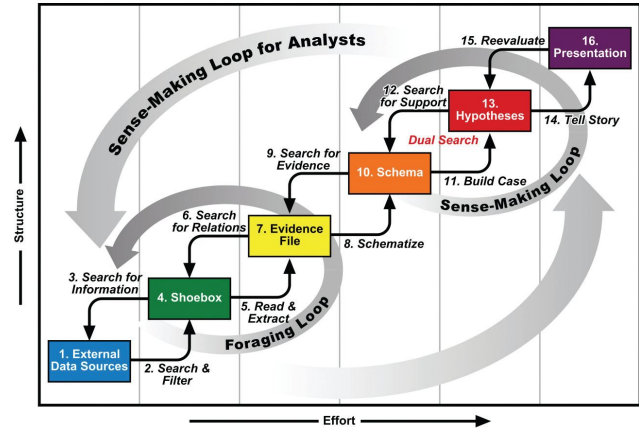 Sense-Making Loop for Analysts
15. Reevaluate
16.
Presentation
12. Search
for Support
13.
Hypotheses
14. Tell Story
Dual Search
9. Search for
Evidence
10. Schema
11. Build Case
Sense-Making Loop
6. Search
for Relations
7. Evidence
File
8. Schematize
3. Search for
Information
4. Shoebox
5. Read &
Extract
Foraging Loop
1. External
Data Sources
2. Search &
Filter
Structure
Effort